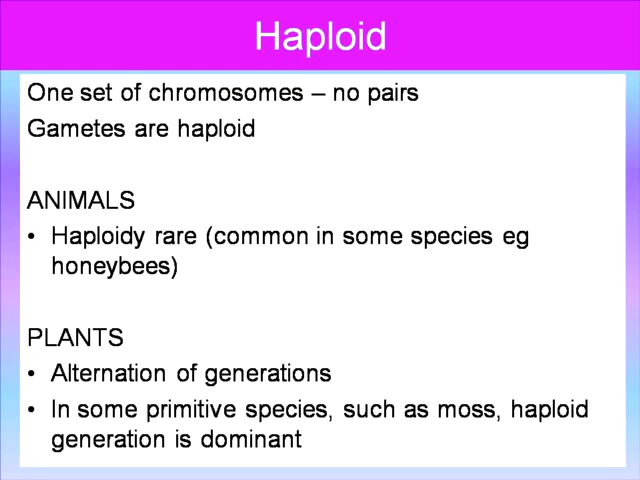 Haploid
One set of chromosomes – no pairs
Gametes are haploid
ANIMALS
• Haploidy rare (common in some species eg
honeybees)
PLANTS
• Alternation of generations
• In some primitive species, such as moss, haploid
generation is dominant